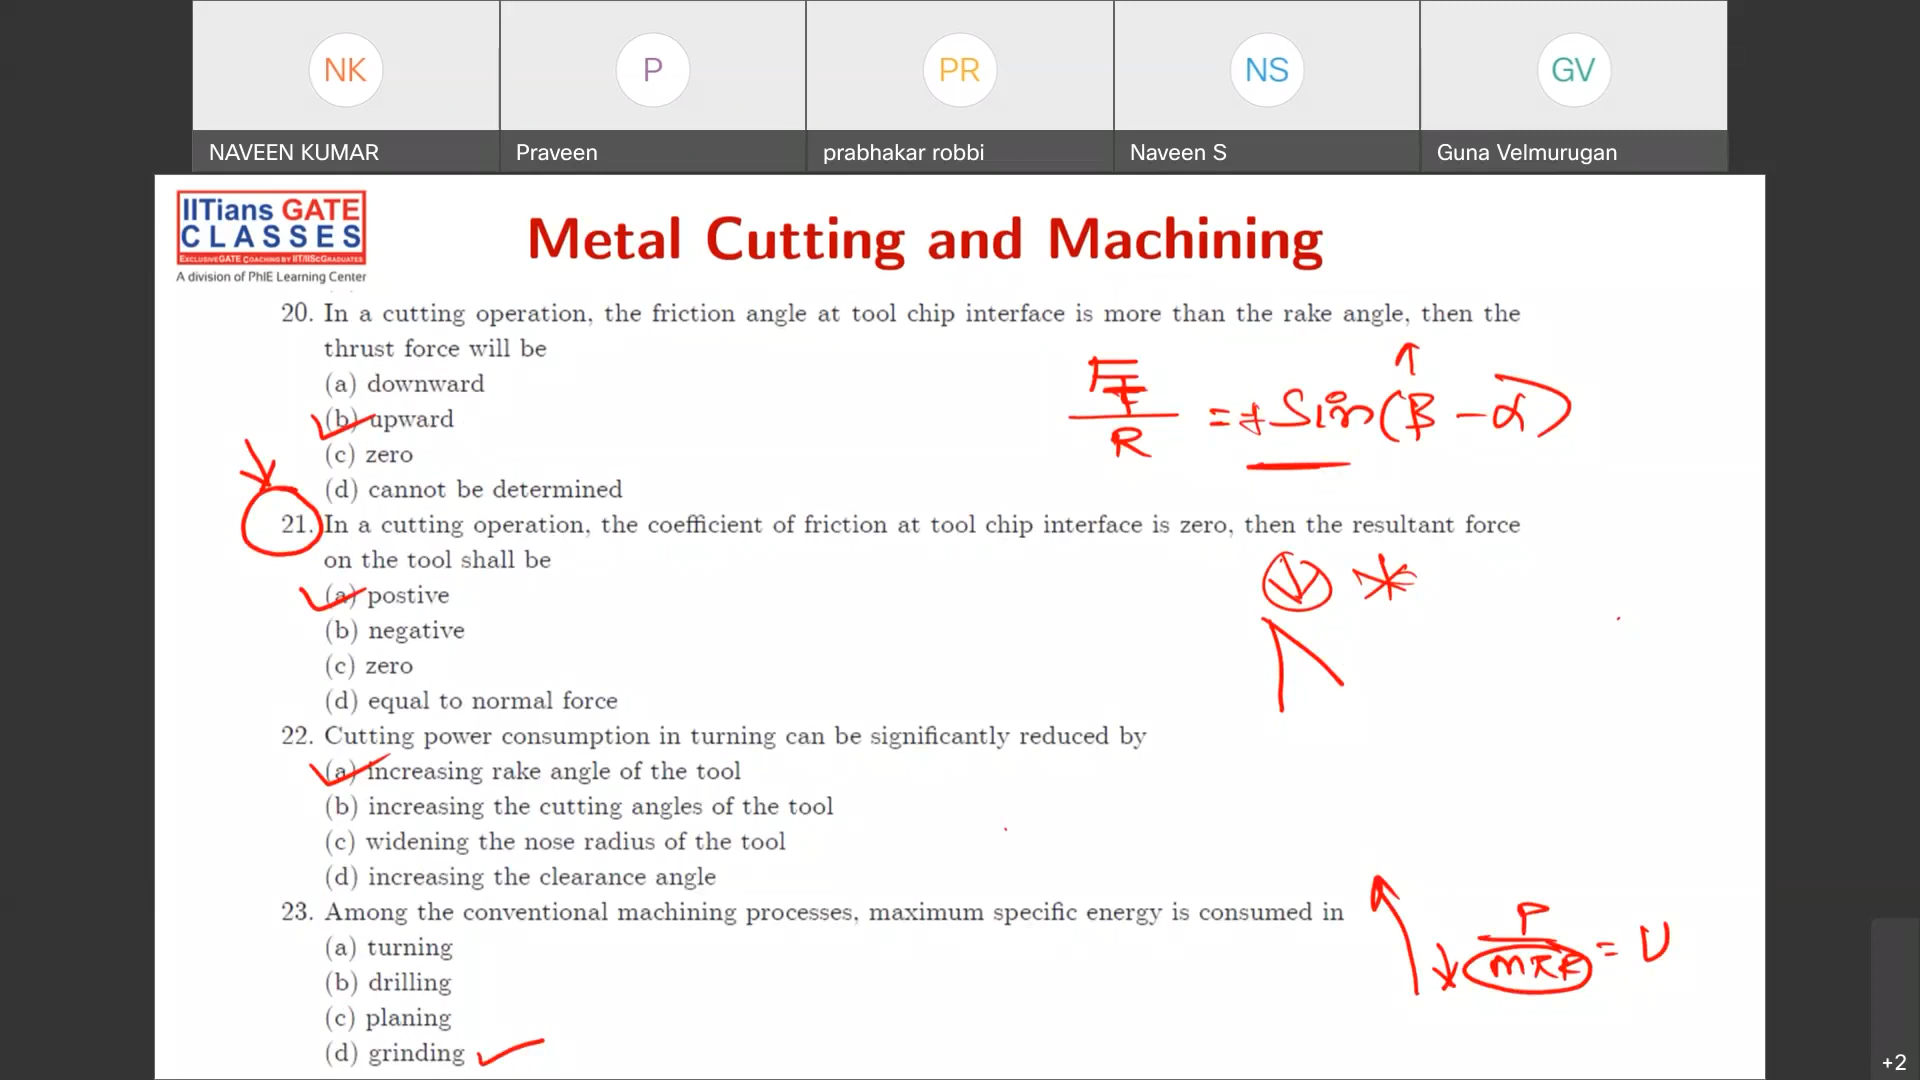 NK
P
PR
NS
GV
NAVEEN KUMAR
Praveen
prabhakar robbi
Naveen S
Guna Velmurugan
IITians GATE
CLASSES
EXCLUSIVE GATE COACHING BY IIT/IISC GRADUATES
A division of PhIE Learning Center
Metal Cutting and Machining
20. In a cutting operation, the friction angle at tool chip interface is more than the rake angle, then the
thrust force will be
(a) downward
(b) upward
(c) zero
(d) cannot be determined
R
= + Sin(β - α)
21. In a cutting operation, the coefficient of friction at tool chip interface is zero, then the resultant force
on the tool shall be
(a) postive
(b) negative
(c) zero
(d) equal to normal force
22. Cutting power consumption in turning can be significantly reduced by
(a) increasing rake angle of the tool
(b) increasing the cutting angles of the tool
(c) widening the nose radius of the tool
(d) increasing the clearance angle
23. Among the conventional machining processes, maximum specific energy is consumed in
(a) turning
(b) drilling
(c) planing
(d) grinding
P
MRR = U
+2